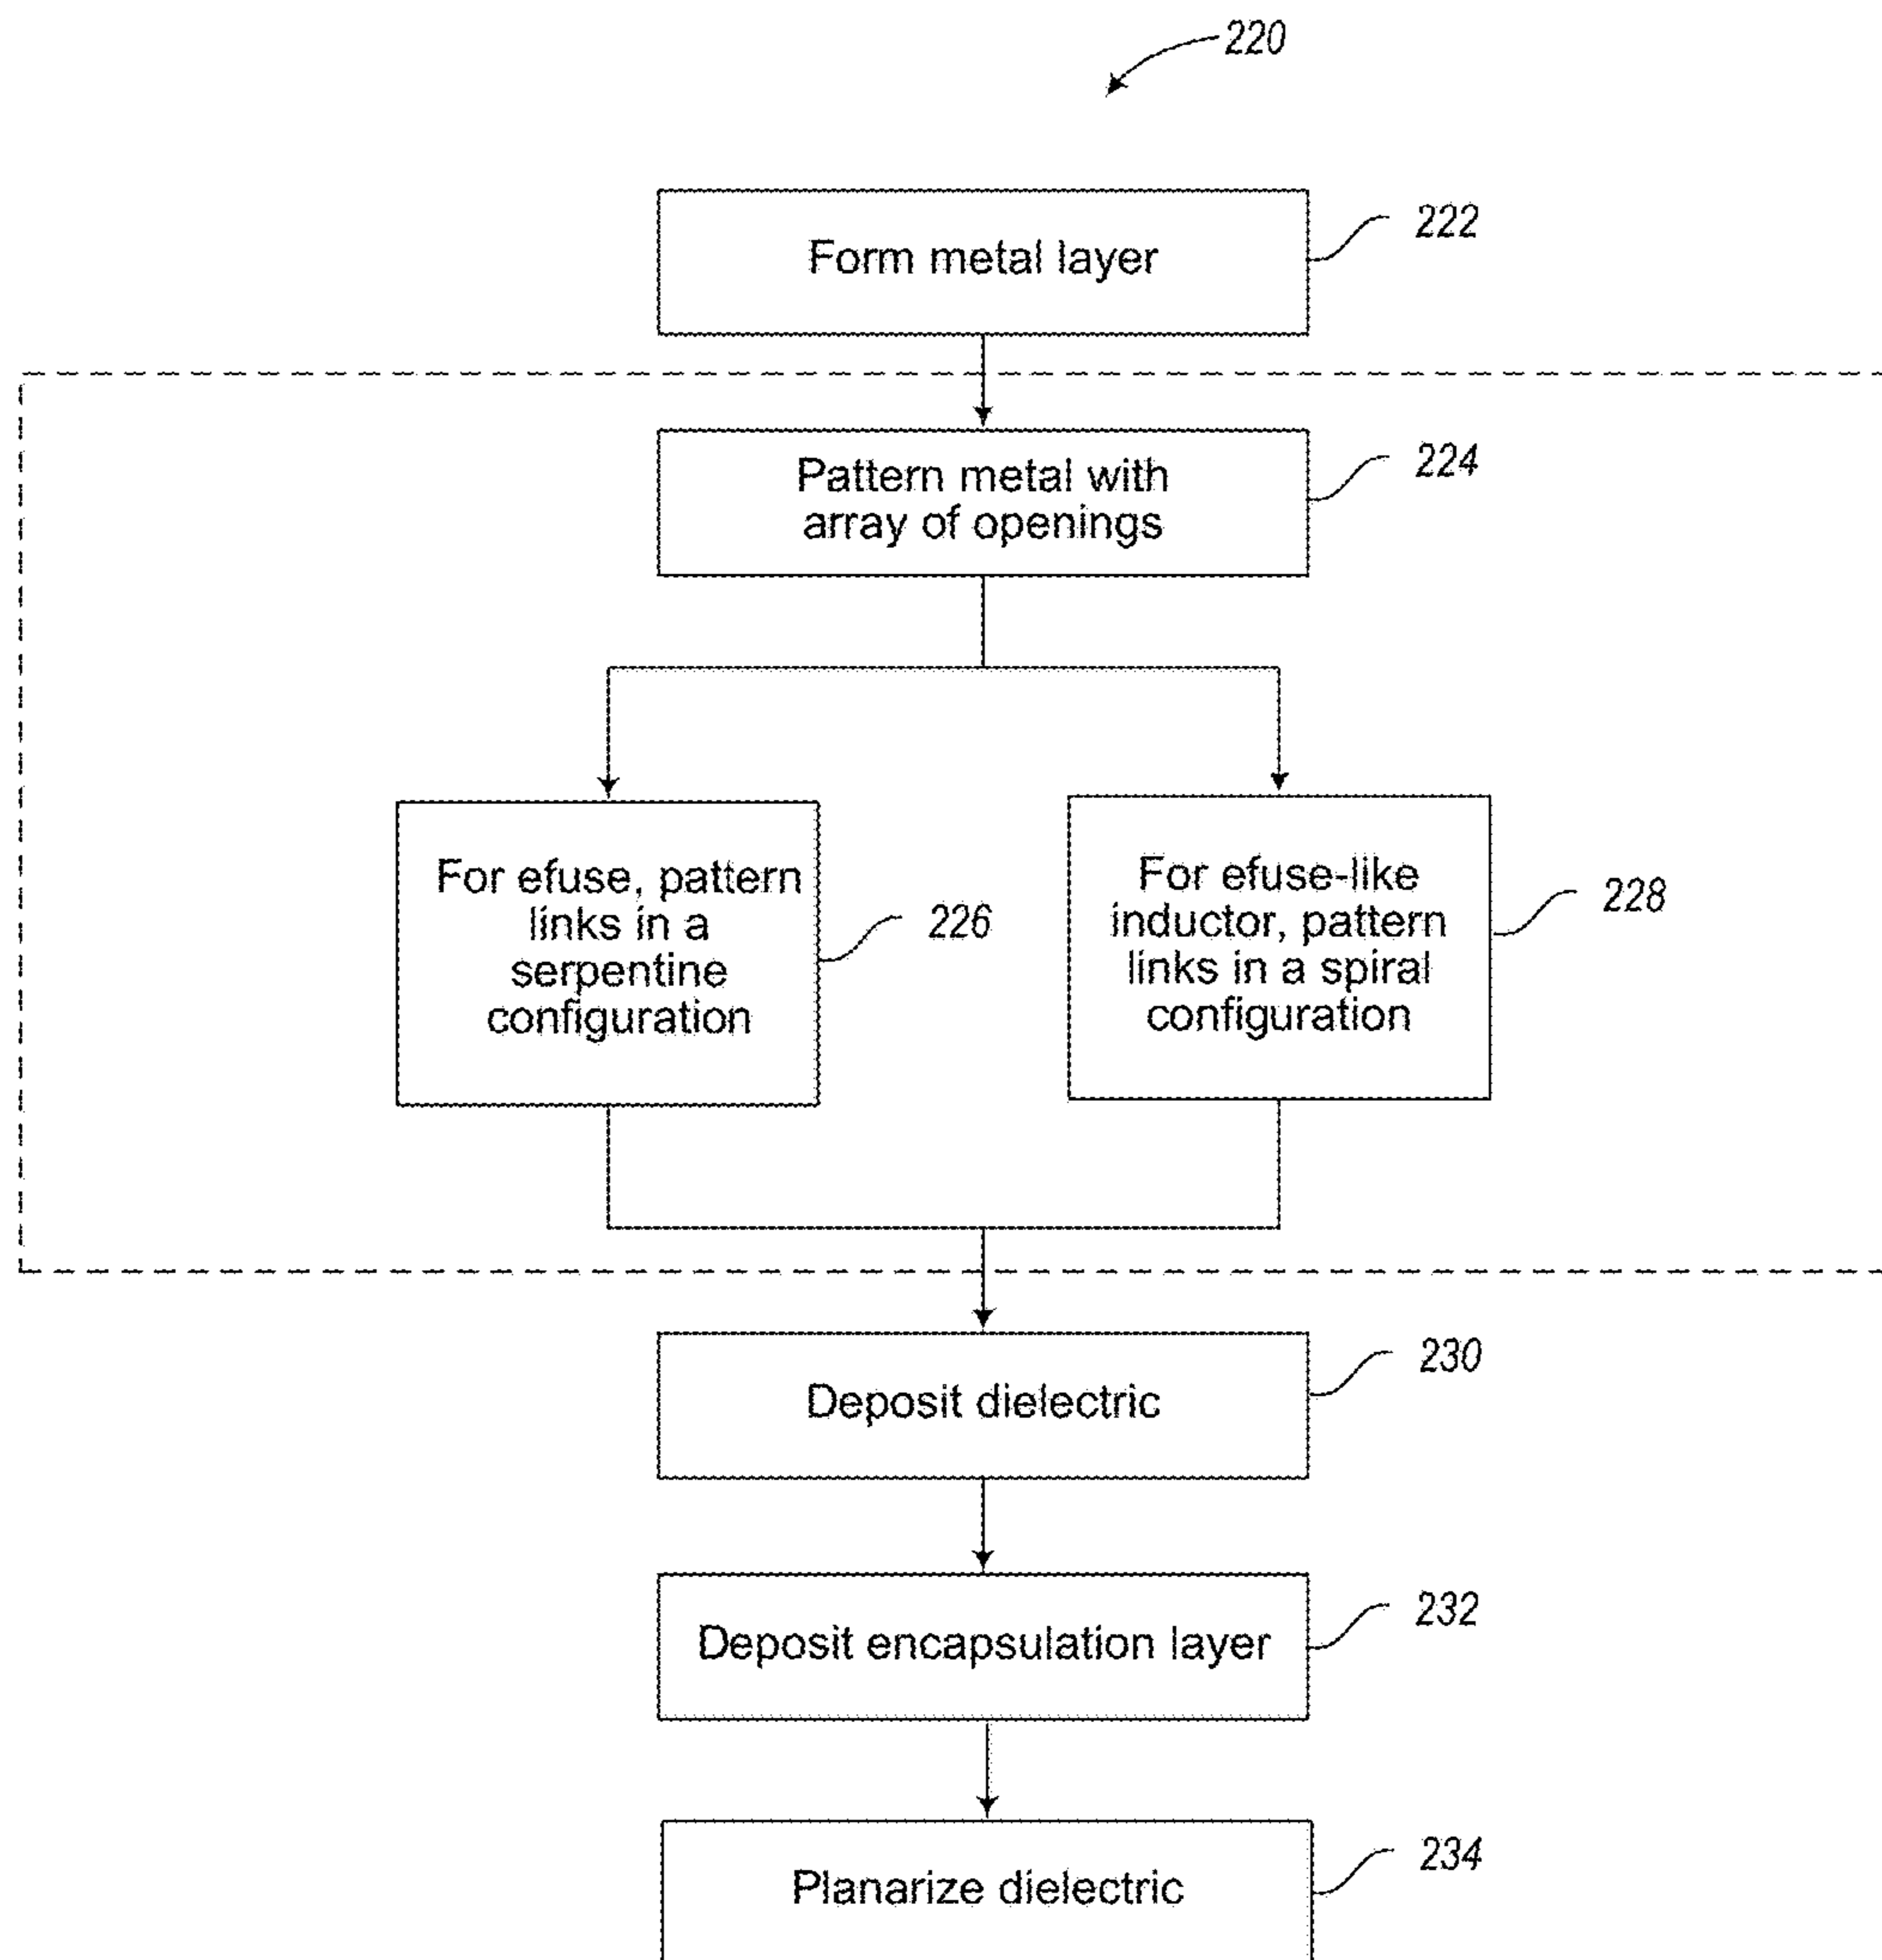 220
Form metal layer
222
Pattern metal with
array of openings
224
For efuse, pattern
links in a
serpentine
configuration
226
For efuse-like
inductor, pattern
links in a spiral
configuration
228
Deposit dielectric
230
Deposit encapsulation layer
232
Planarize dielectric
234